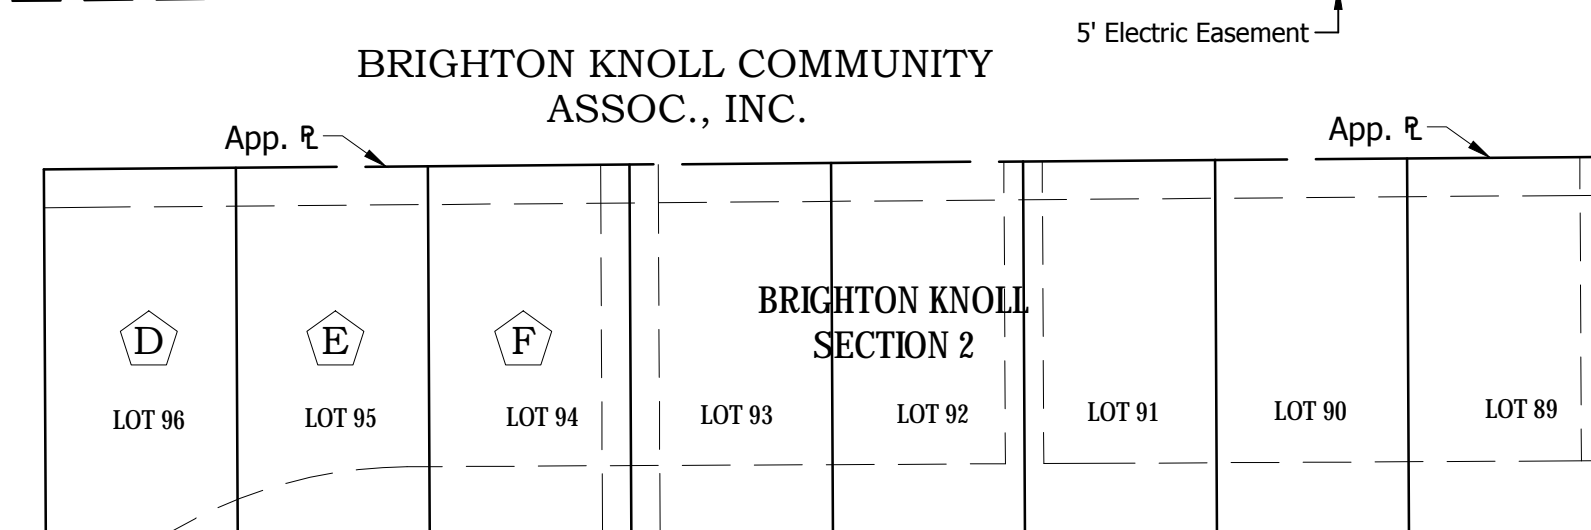 5' Electric Easement
BRIGHTON KNOLL COMMUNITY
ASSOC., INC.
App. ⅊
App. ⅊
BRIGHTON KNOLL
SECTION 2
D
E
F
LOT 96
LOT 95
LOT 94
LOT 93
LOT 92
LOT 91
LOT 90
LOT 89